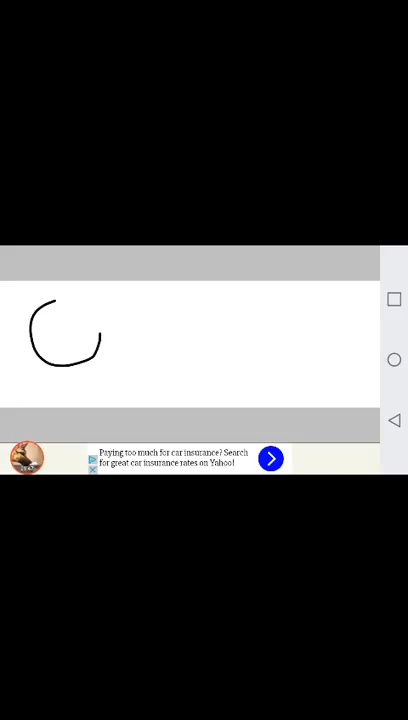 Paying too much for car insurance? Search
for great car insurance rates on Yahoo!